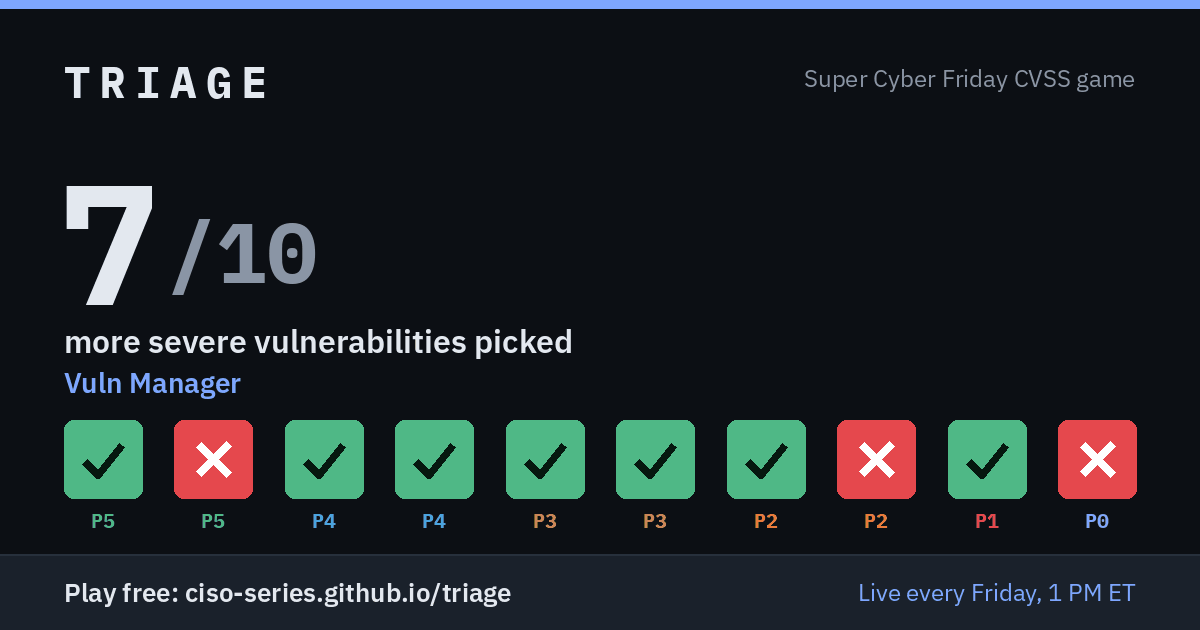 TRIAGE
Super Cyber Friday CVSS game
7/10
more severe vulnerabilities picked
Vuln Manager
P5 P5 P4 P4 P3 P3 P2 P2 P1 P0
Play free: ciso-series.github.io/triage
Live every Friday, 1 PM ET